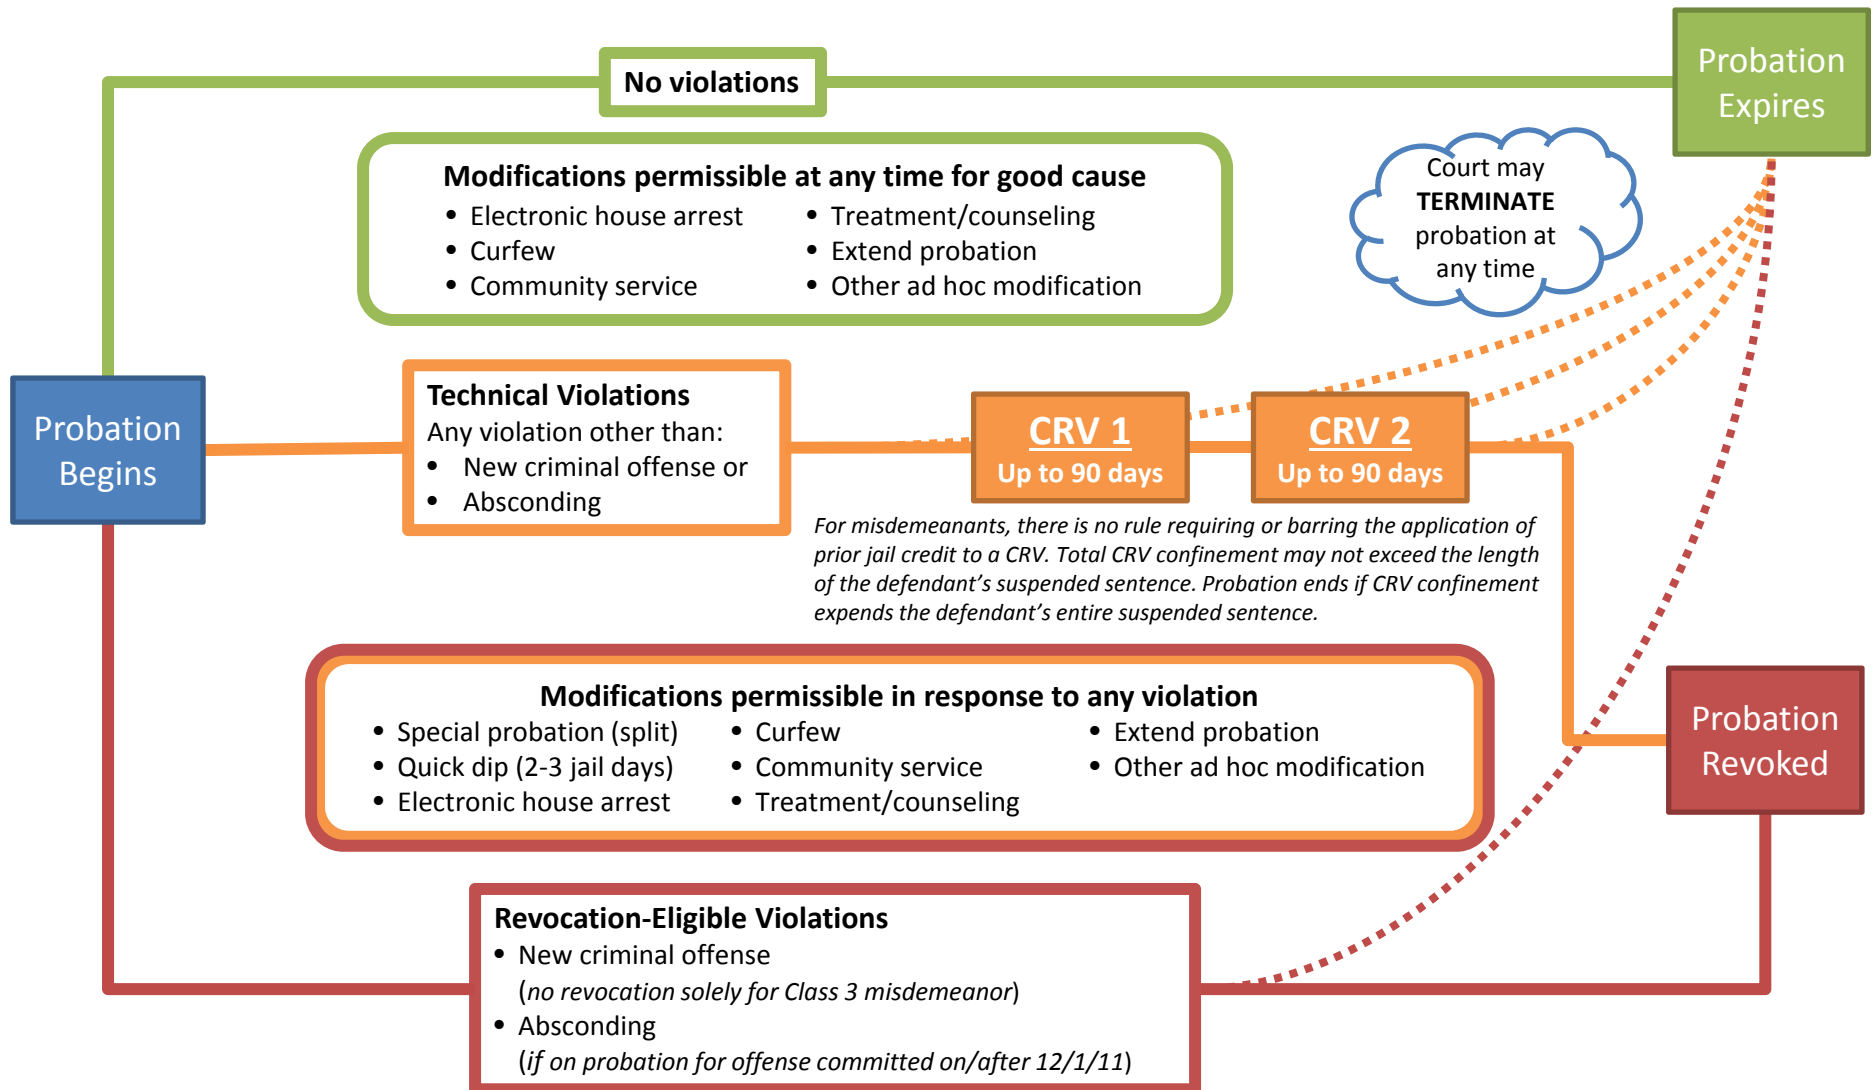 No violations
Probation
Expires
Modifications permissible at any time for good cause
• Electronic house arrest
• Curfew
• Community service
• Treatment/counseling
• Extend probation
• Other ad hoc modification
Court may
TERMINATE
probation at
any time
Probation
Begins
Technical Violations
Any violation other than:
• New criminal offense or
• Absconding
CRV 1
Up to 90 days
CRV 2
Up to 90 days
For misdemeanants, there is no rule requiring or barring the application of
prior jail credit to a CRV. Total CRV confinement may not exceed the length
of the defendant’s suspended sentence. Probation ends if CRV confinement
expends the defendant’s entire suspended sentence.
Modifications permissible in response to any violation
• Special probation (split)
• Quick dip (2-3 jail days)
• Electronic house arrest
• Curfew
• Community service
• Treatment/counseling
• Extend probation
• Other ad hoc modification
Probation
Revoked
Revocation-Eligible Violations
• New criminal offense
(no revocation solely for Class 3 misdemeanor)
• Absconding
(if on probation for offense committed on/after 12/1/11)